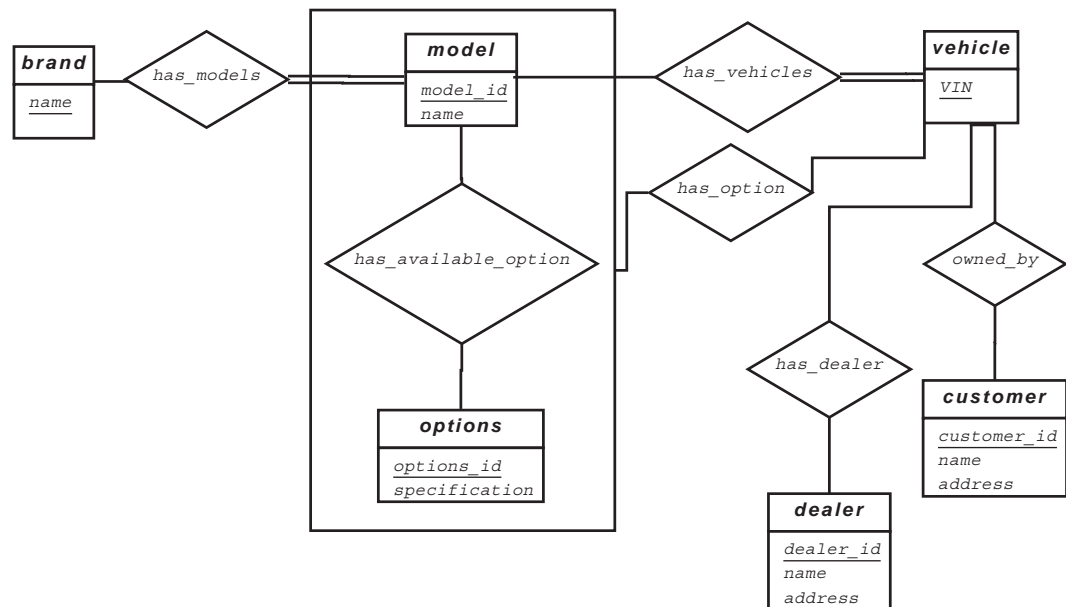 brand
name
has_models
model
model_id
name
has_vehicles
vehicle
VIN
has_option
has_available_option
owned_by
has_dealer
options
options_id
specification
customer
customer_id
name
address
dealer
dealer_id
name
address